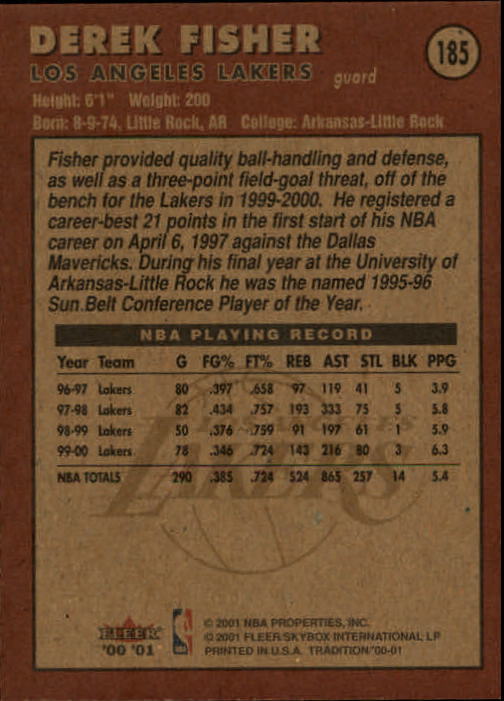 DEREK FISHER
185
LOS ANGELES LAKERS guard
Height: 6'1" Weight: 200
Born: 8-9-74, Little Rock, AR College: Arkansas-Little Rock
Fisher provided quality ball-handling and defense,
as well as a three-point field-goal threat, off of the
bench for the Lakers in 1999-2000. He registered a
career-best 21 points in the first start of his NBA
career on April 6, 1997 against the Dallas
Mavericks. During his final year at the University of
Arkansas-Little Rock he was the named 1995-96
Sun Belt Conference Player of the Year.
NBA PLAYING RECORD
Year Team G FG% FT% REB AST STL BLK PPG
96-97 Lakers 80 .397 .658 97 119 41 5 3.9
97-98 Lakers 82 .434 .757 193 333 75 5 5.8
98-99 Lakers 50 .376 .759 91 197 61 1 5.9
99-00 Lakers 78 .346 .724 143 216 80 3 6.3
NBA TOTALS 290 .385 .724 524 865 257 14 5.4
LOS ANGELES
LAKERS
FLEER
'00 '01
© 2001 NBA PROPERTIES, INC.
© 2001 FLEER/SKYBOX INTERNATIONAL LP
PRINTED IN U.S.A. TRADITION '00-01